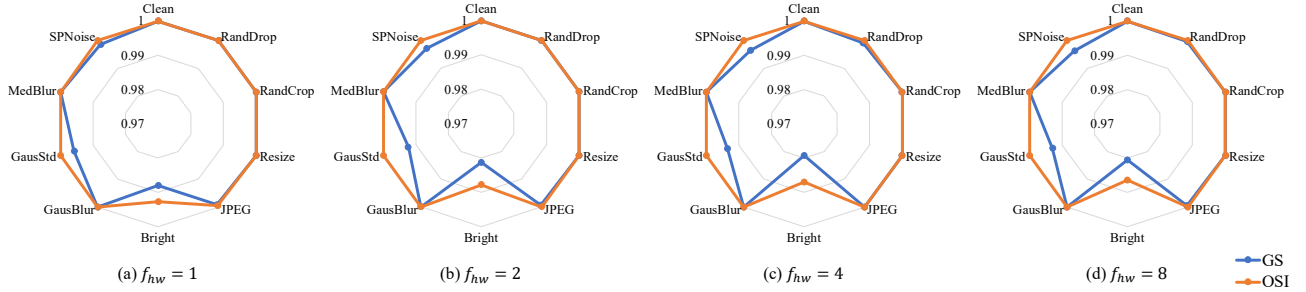 Clean
1
SPNoise
RandDrop
0.99
MedBlur
0.98
RandCrop
0.97
GausStd
Resize
GausBlur
JPEG
Bright
(a) f_hw = 1
Clean
1
SPNoise
RandDrop
0.99
MedBlur
0.98
RandCrop
0.97
GausStd
Resize
GausBlur
JPEG
Bright
(b) f_hw = 2
Clean
1
SPNoise
RandDrop
0.99
MedBlur
0.98
RandCrop
0.97
GausStd
Resize
GausBlur
JPEG
Bright
(c) f_hw = 4
Clean
1
SPNoise
RandDrop
0.99
MedBlur
0.98
RandCrop
0.97
GausStd
Resize
GausBlur
JPEG
Bright
(d) f_hw = 8
GS
OSI